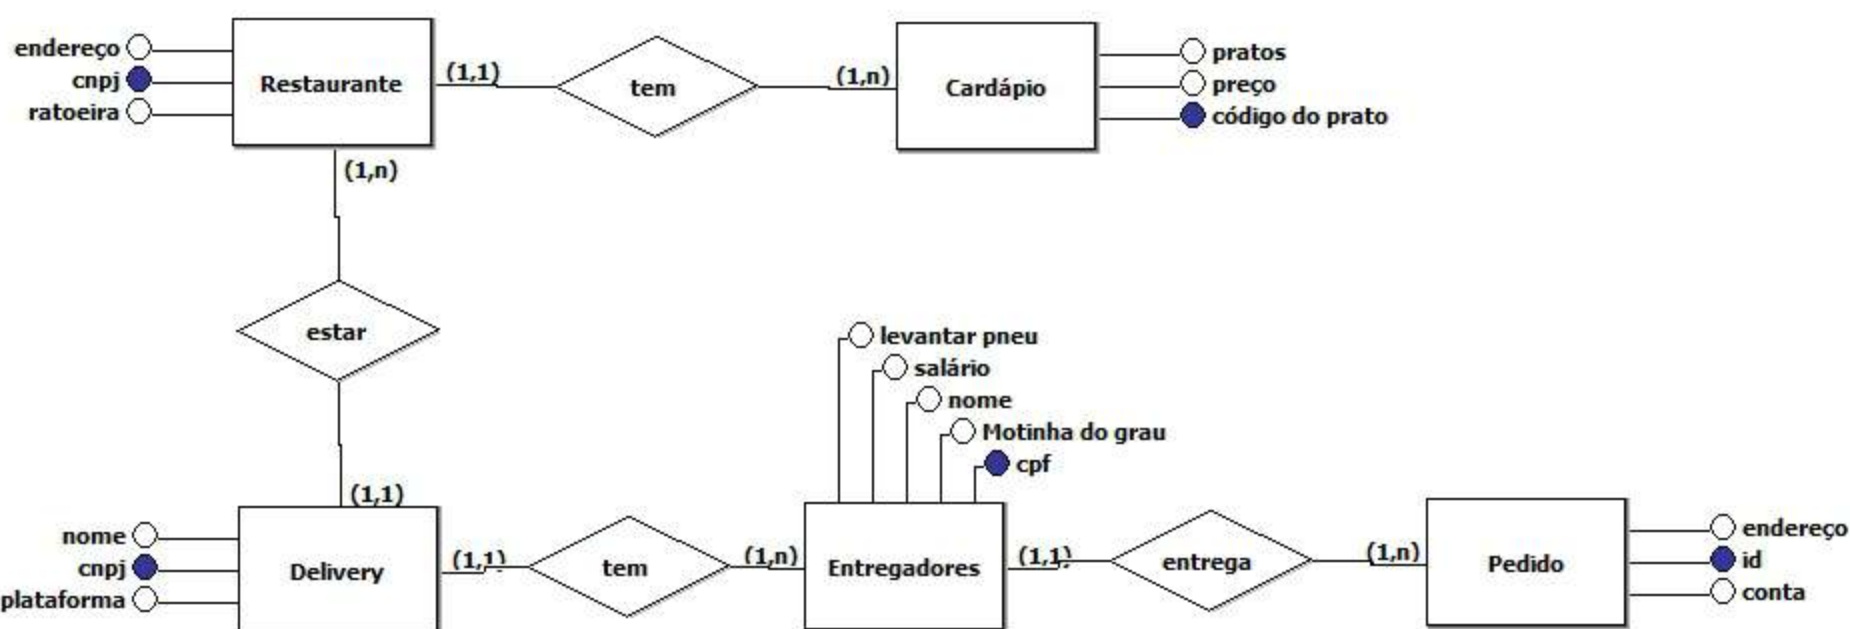 endereço
cnpj
ratoeira
Restaurante
(1,1)
tem
(1,n)
Cardápio
pratos
preço
código do prato
(1,n)
estar
(1,1)
levantar pneu
salário
nome
Motinha do grau
cpf
nome
cnpj
plataforma
Delivery
(1,1)
tem
(1,n)
Entregadores
(1,1)
entrega
(1,n)
Pedido
endereço
id
conta